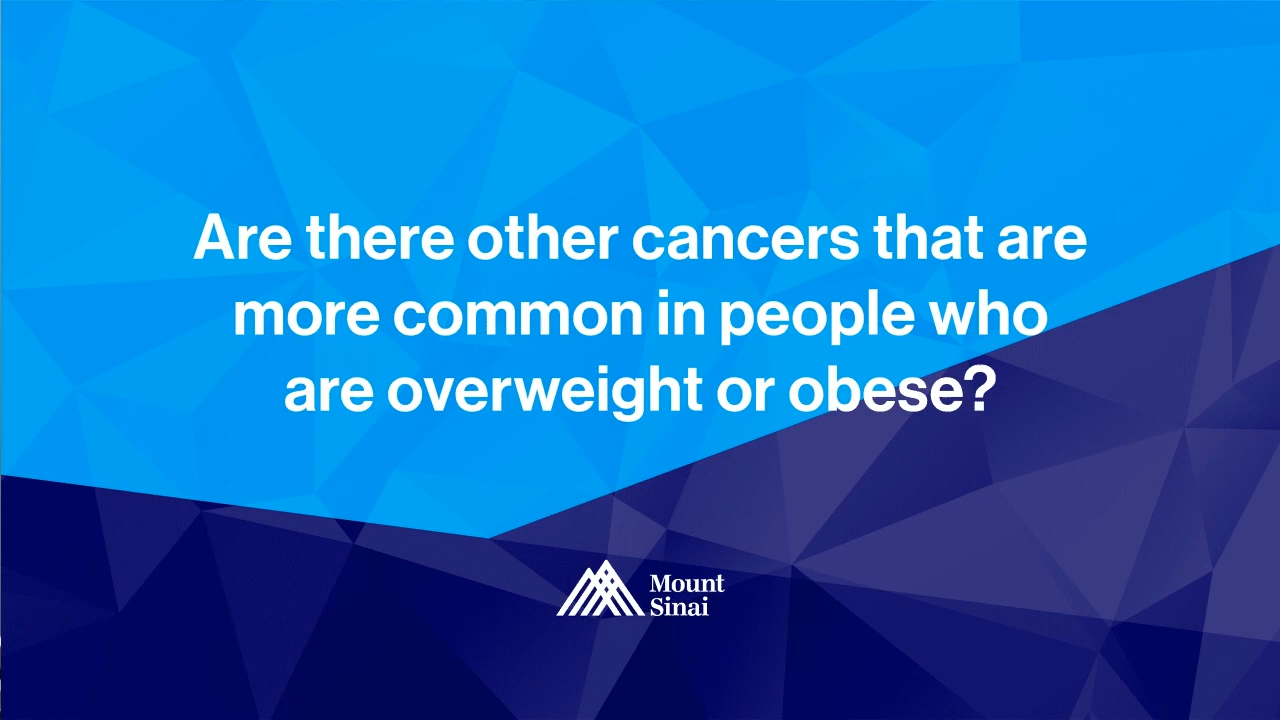 Are there other cancers that are
more common in people who
are overweight or obese?
Mount
Sinai